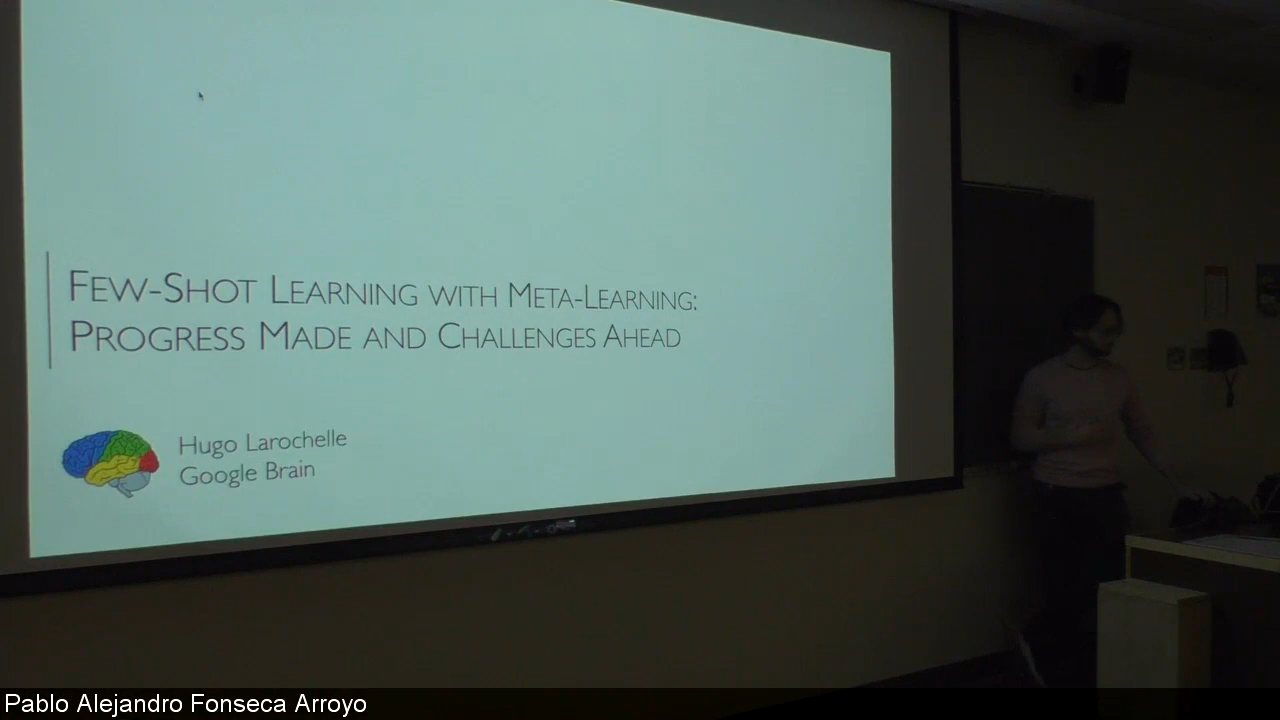 FEW-SHOT LEARNING WITH META-LEARNING:
PROGRESS MADE AND CHALLENGES AHEAD
Hugo Larochelle
Google Brain
Pablo Alejandro Fonseca Arroyo